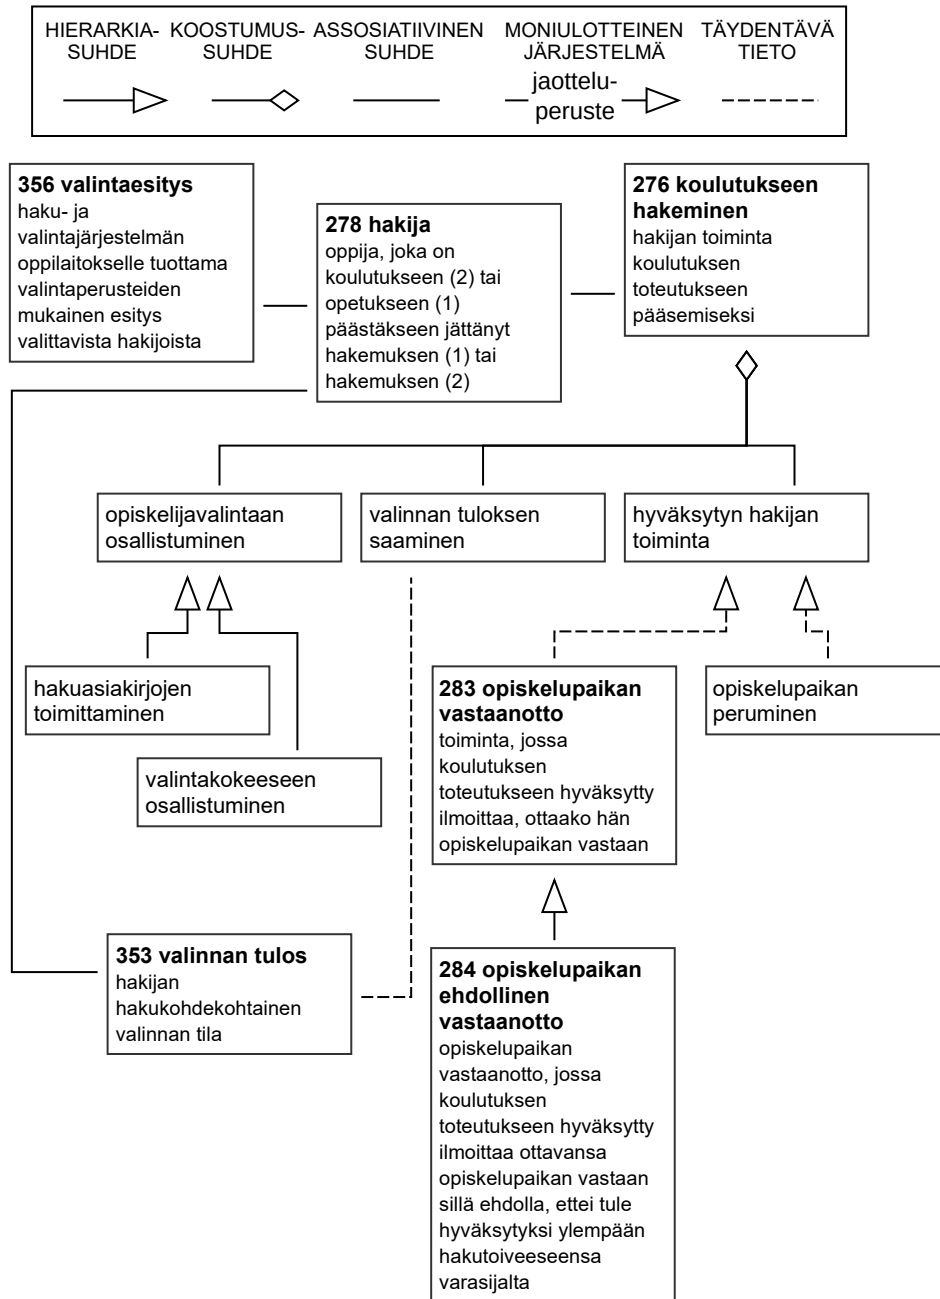 HIERARKIA-
SUHDE
KOOSTUMUS-
SUHDE
ASSOSIATIIVINEN
SUHDE
MONIULOTTEINEN
JÄRJESTELMÄ
jaottelu-
peruste
TÄYDENTÄVÄ
TIETO
356 valintaesitys
haku- ja
valintajärjestelmän
oppilaitokselle tuottama
valintaperusteiden
mukainen esitys
valittavista hakijoista
278 hakija
oppija, joka on
koulutukseen (2) tai
opetukseen (1)
päästäkseen jättänyt
hakemuksen (1) tai
hakemuksen (2)
276 koulutukseen
hakeminen
hakijan toiminta
koulutuksen
toteutukseen
pääsemiseksi
opiskelijavalintaan
osallistuminen
valinnan tuloksen
saaminen
hyväksytyn hakijan
toiminta
hakuasiakirjojen
toimittaminen
valintakokeeseen
osallistuminen
283 opiskelupaikan
vastaanotto
toiminta, jossa
koulutuksen
toteutukseen hyväksytty
ilmoittaa, ottaako hän
opiskelupaikan vastaan
opiskelupaikan
peruminen
353 valinnan tulos
hakijan
hakukohdekohtainen
valinnan tila
284 opiskelupaikan
ehdollinen
vastaanotto
opiskelupaikan
vastaanotto, jossa
koulutuksen
toteutukseen hyväksytty
ilmoittaa ottavansa
opiskelupaikan vastaan
sillä ehdolla, ettei tule
hyväksytyksi ylempään
hakutoiveeseensa
varasijalta